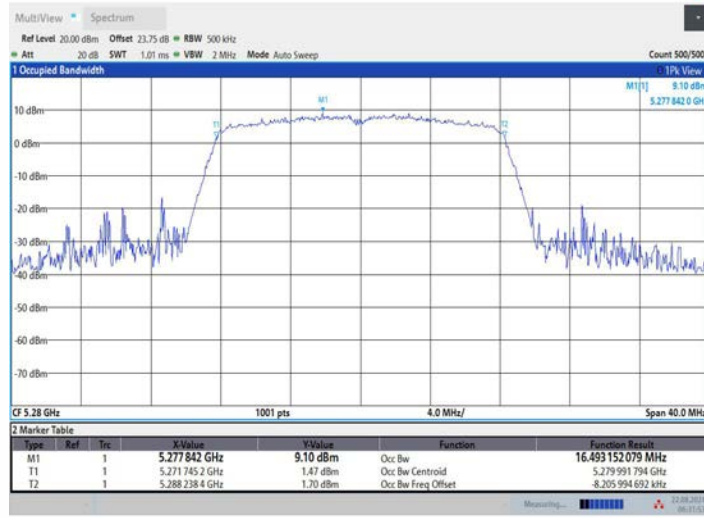 MultiView Spectrum
Ref Level 20.00 dBm Offset 23.75 dB RBW 500 kHz
Att 20 dB SWT 1.01 ms VBW 2 MHz Mode Auto Sweep Count 500/500
1 Occupied Bandwidth 1Pk View
M1[1] 9.10 dBm
5.277 842 0 GHz
M1
10 dBm
T1
T2
0 dBm
-10 dBm
-20 dBm
-30 dBm
-40 dBm
-50 dBm
-60 dBm
-70 dBm
CF 5.28 GHz 1001 pts 4.0 MHz/ Span 40.0 MHz
2 Marker Table
Type Ref Trc X-Value Y-Value Function Function Result
M1 1 5.277 842 GHz 9.10 dBm Occ Bw 16.493 152 079 MHz
T1 1 5.271 745 2 GHz 1.47 dBm Occ Bw Centroid 5.279 991 794 GHz
T2 1 5.288 238 4 GHz 1.70 dBm Occ Bw Freq Offset -8.205 994 692 kHz
Measuring...